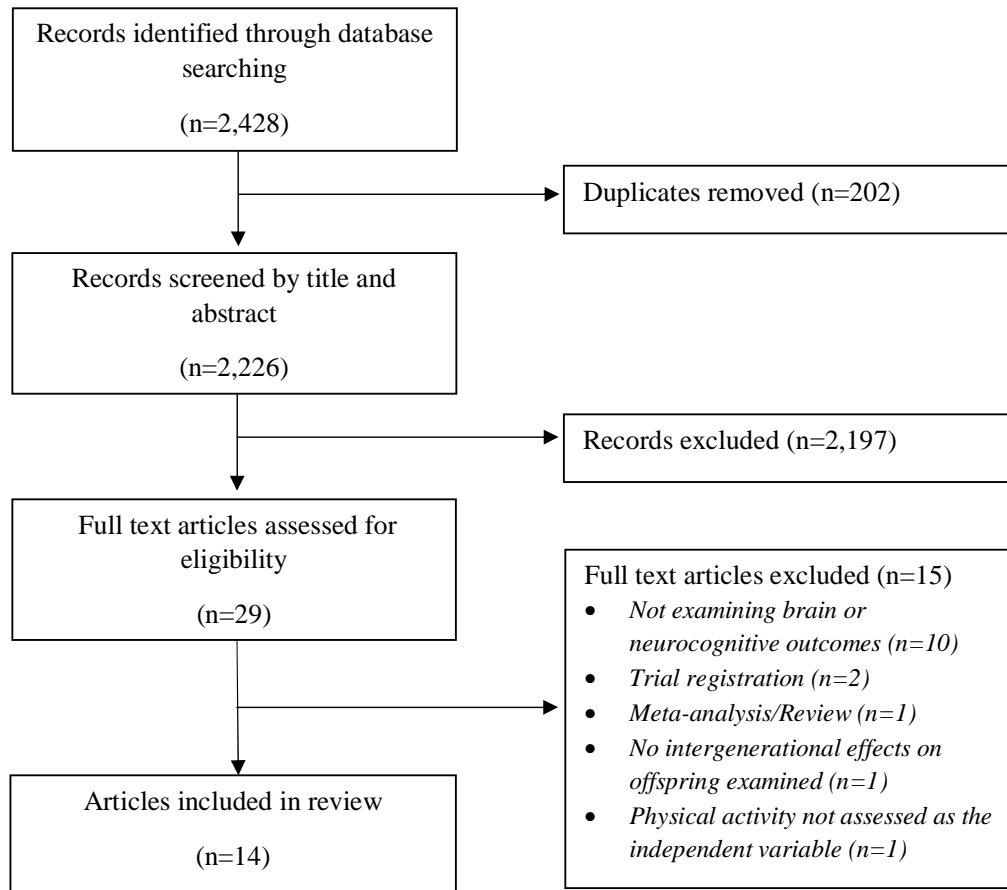 Records identified through database
searching
(n=2,428)
Duplicates removed (n=202)
Records screened by title and
abstract
(n=2,226)
Records excluded (n=2,197)
Full text articles assessed for
eligibility
(n=29)
Full text articles excluded (n=15)
• Not examining brain or
neurocognitive outcomes (n=10)
• Trial registration (n=2)
• Meta-analysis/Review (n=1)
• No intergenerational effects on
offspring examined (n=1)
• Physical activity not assessed as the
independent variable (n=1)
Articles included in review
(n=14)